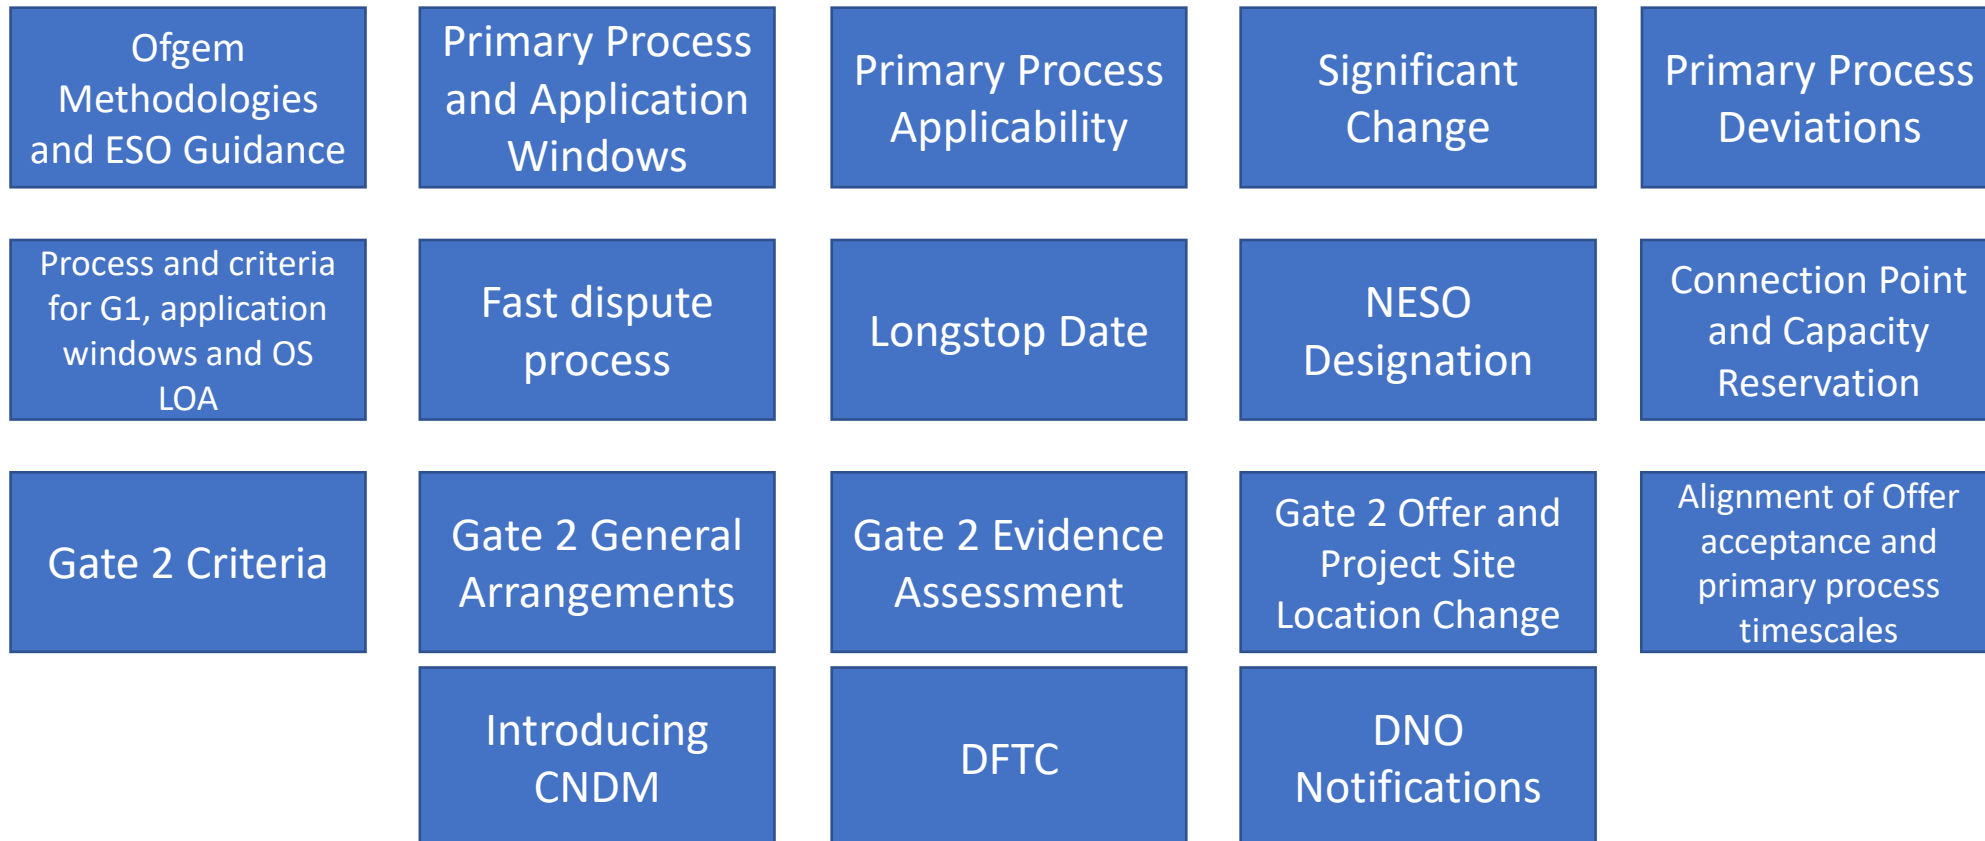 Ofgem
Methodologies
and ESO Guidance
Primary Process
and Application
Windows
Primary Process
Applicability
Significant
Change
Primary Process
Deviations
Process and criteria
for G1, application
windows and OS
LOA
Fast dispute
process
Longstop Date
NESO
Designation
Connection Point
and Capacity
Reservation
Gate 2 Criteria
Gate 2 General
Arrangements
Gate 2 Evidence
Assessment
Gate 2 Offer and
Project Site
Location Change
Alignment of Offer
acceptance and
primary process
timescales
Introducing
CNDM
DFTC
DNO
Notifications